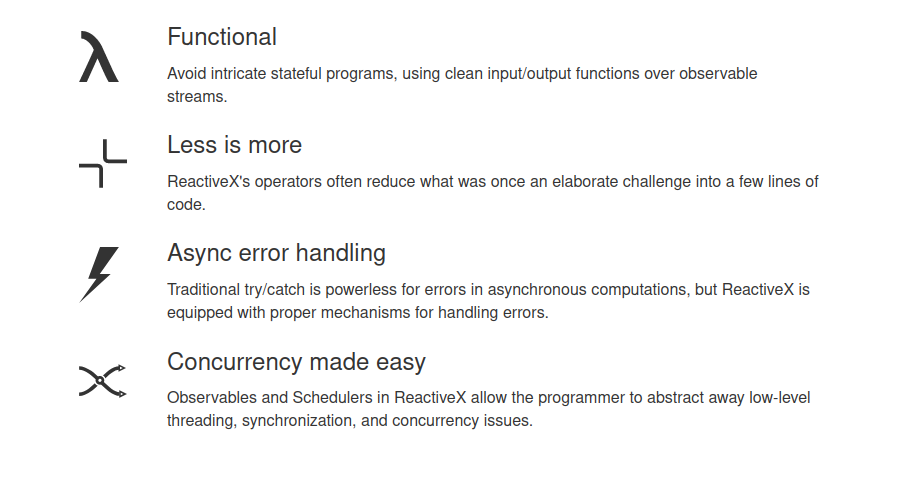 Functional
Avoid intricate stateful programs, using clean input/output functions over observable
streams.
Less is more
ReactiveX's operators often reduce what was once an elaborate challenge into a few lines of
code.
Async error handling
Traditional try/catch is powerless for errors in asynchronous computations, but ReactiveX is
equipped with proper mechanisms for handling errors.
Concurrency made easy
Observables and Schedulers in ReactiveX allow the programmer to abstract away low-level
threading, synchronization, and concurrency issues.